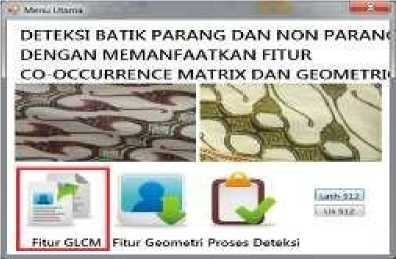 Menu Utama
DETEKSI BATIK PARANG DAN NON PARANG
DENGAN MEMANFAATKAN FITUR
CO-OCCURRENCE MATRIX DAN GEOMETRI
Latih 512
Uji 512
Fitur GLCM Fitur Geometri Proses Deteksi